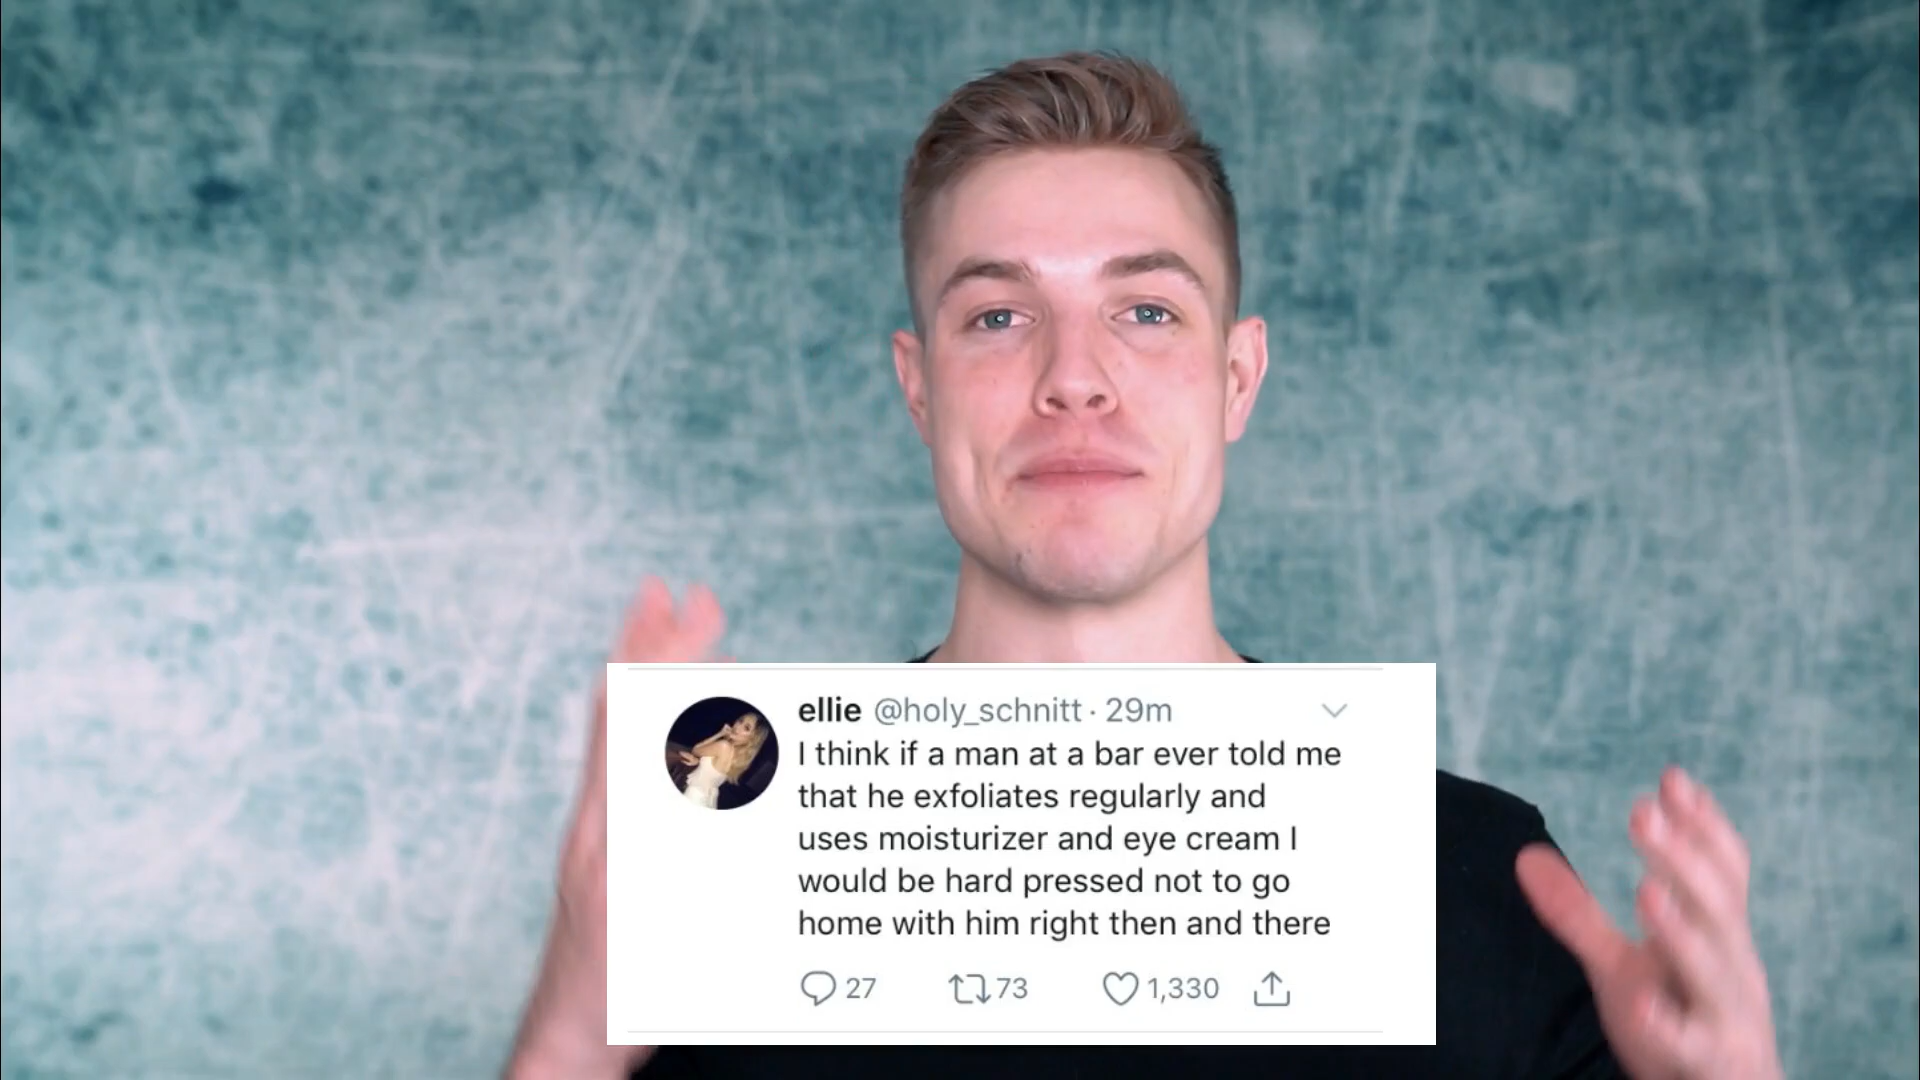 ellie @holy_schnitt · 29m
I think if a man at a bar ever told me
that he exfoliates regularly and
uses moisturizer and eye cream I
would be hard pressed not to go
home with him right then and there
27 73 1,330